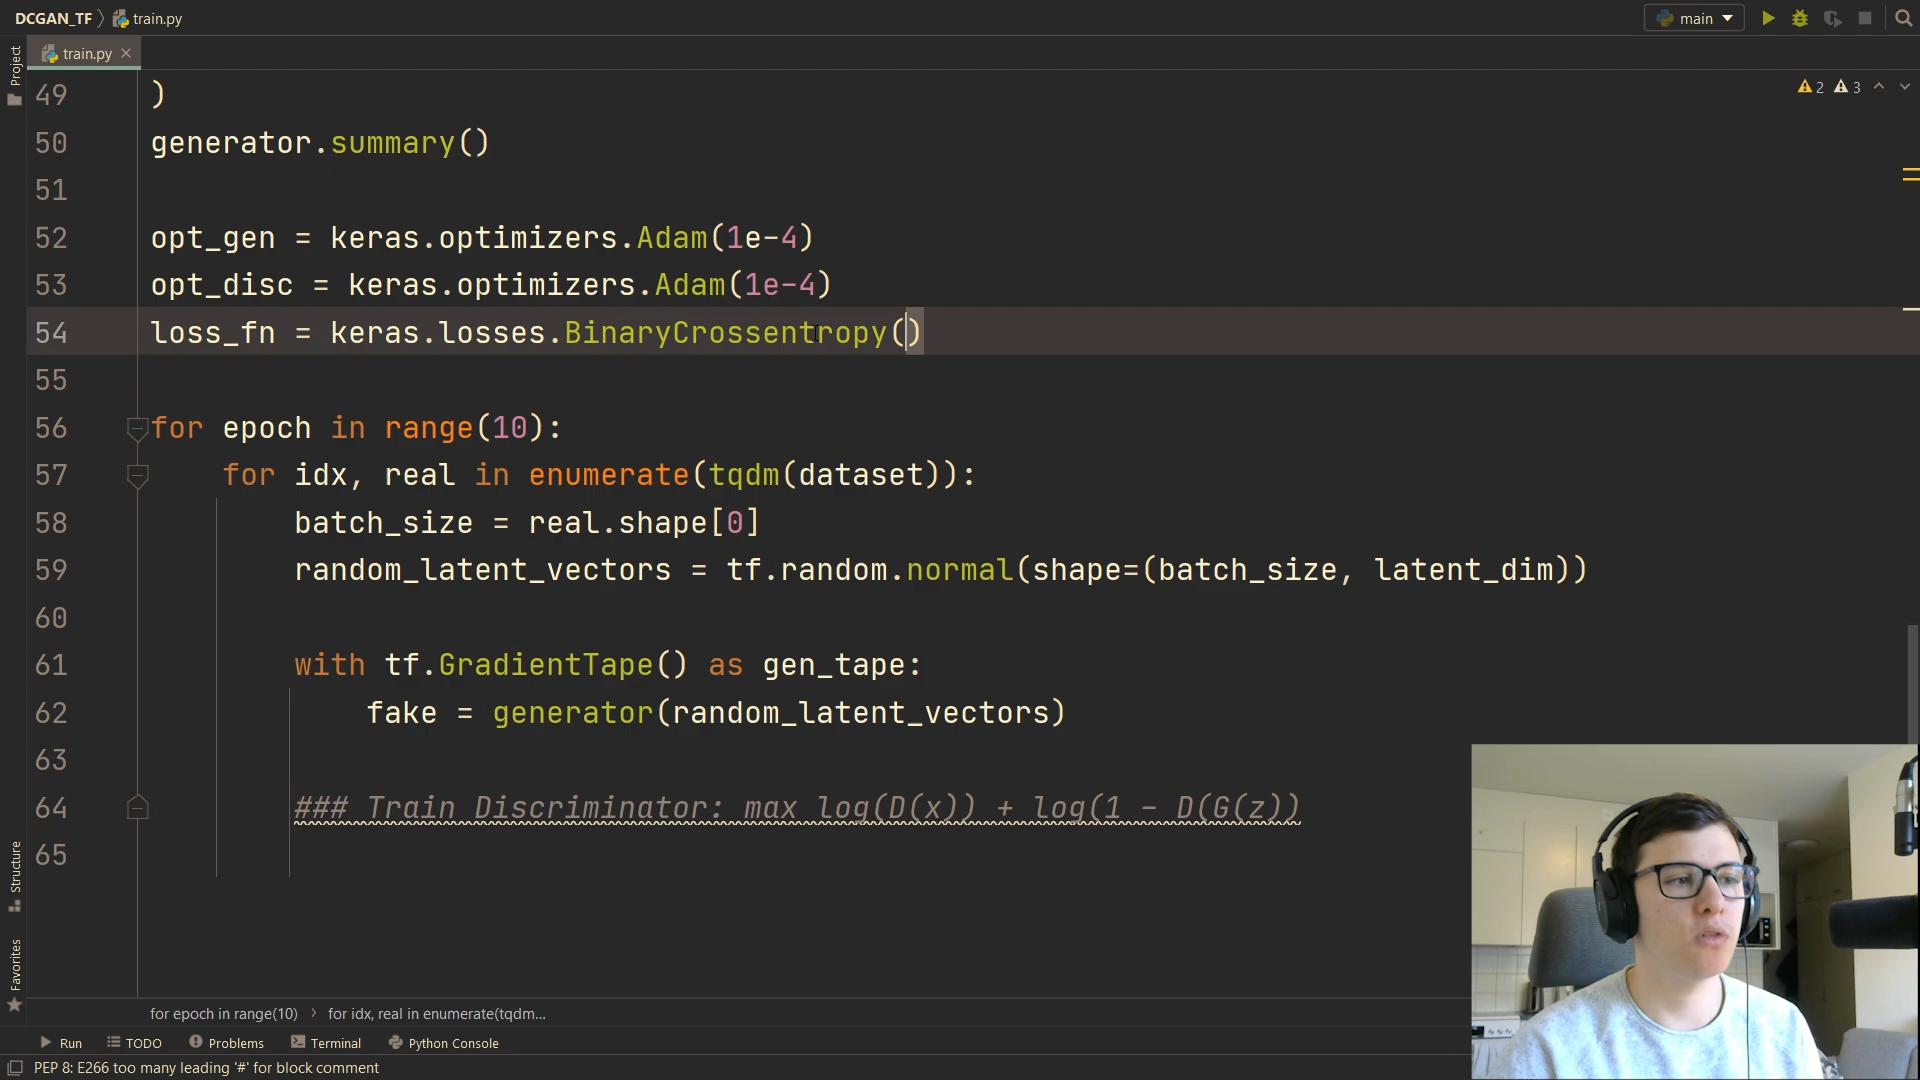 DCGAN_TF train.py main
Project
train.py
2 3
49 )
50 generator.summary()
51
52 opt_gen = keras.optimizers.Adam(1e-4)
53 opt_disc = keras.optimizers.Adam(1e-4)
54 loss_fn = keras.losses.BinaryCrossentropy()
55
56 for epoch in range(10):
57 for idx, real in enumerate(tqdm(dataset)):
58 batch_size = real.shape[0]
59 random_latent_vectors = tf.random.normal(shape=(batch_size, latent_dim))
60
61 with tf.GradientTape() as gen_tape:
62 fake = generator(random_latent_vectors)
63
64 ### Train Discriminator: max log(D(x)) + log(1 - D(G(z))
65
Structure
Favorites
for epoch in range(10) > for idx, real in enumerate(tqdm...
Run TODO Problems Terminal Python Console
PEP 8: E266 too many leading '#' for block comment